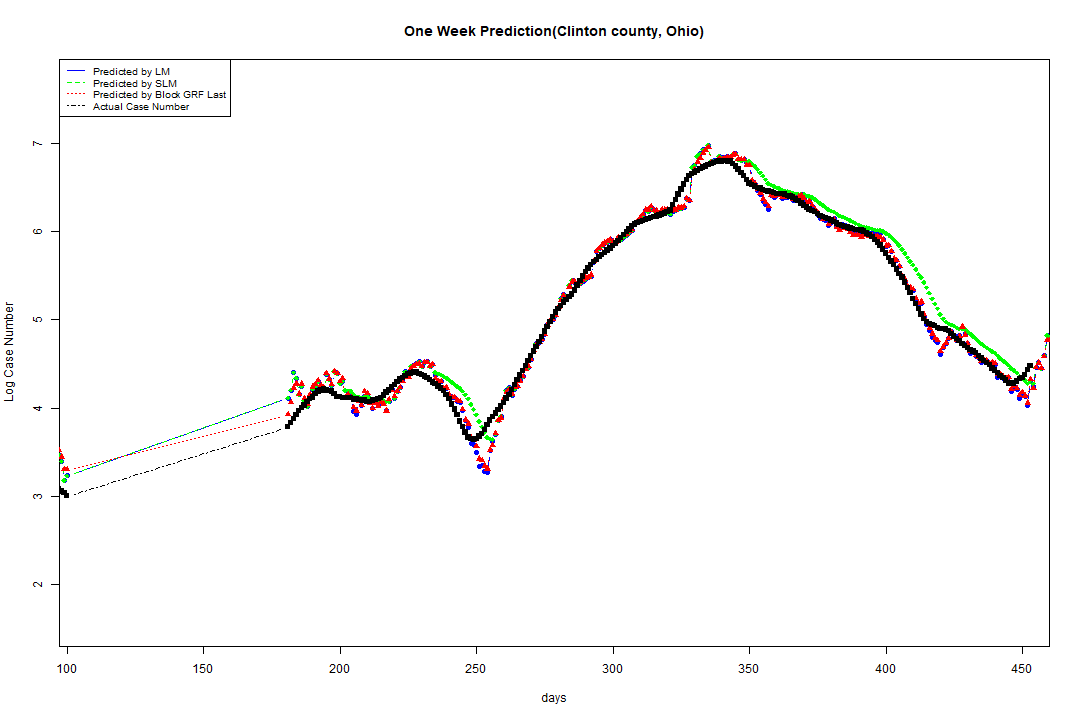 One Week Prediction(Clinton county, Ohio)
Predicted by LM
Predicted by SLM
Predicted by Block GRF Last
Actual Case Number
7
6
5
4
3
2
Log Case Number
100 150 200 250 300 350 400 450
days